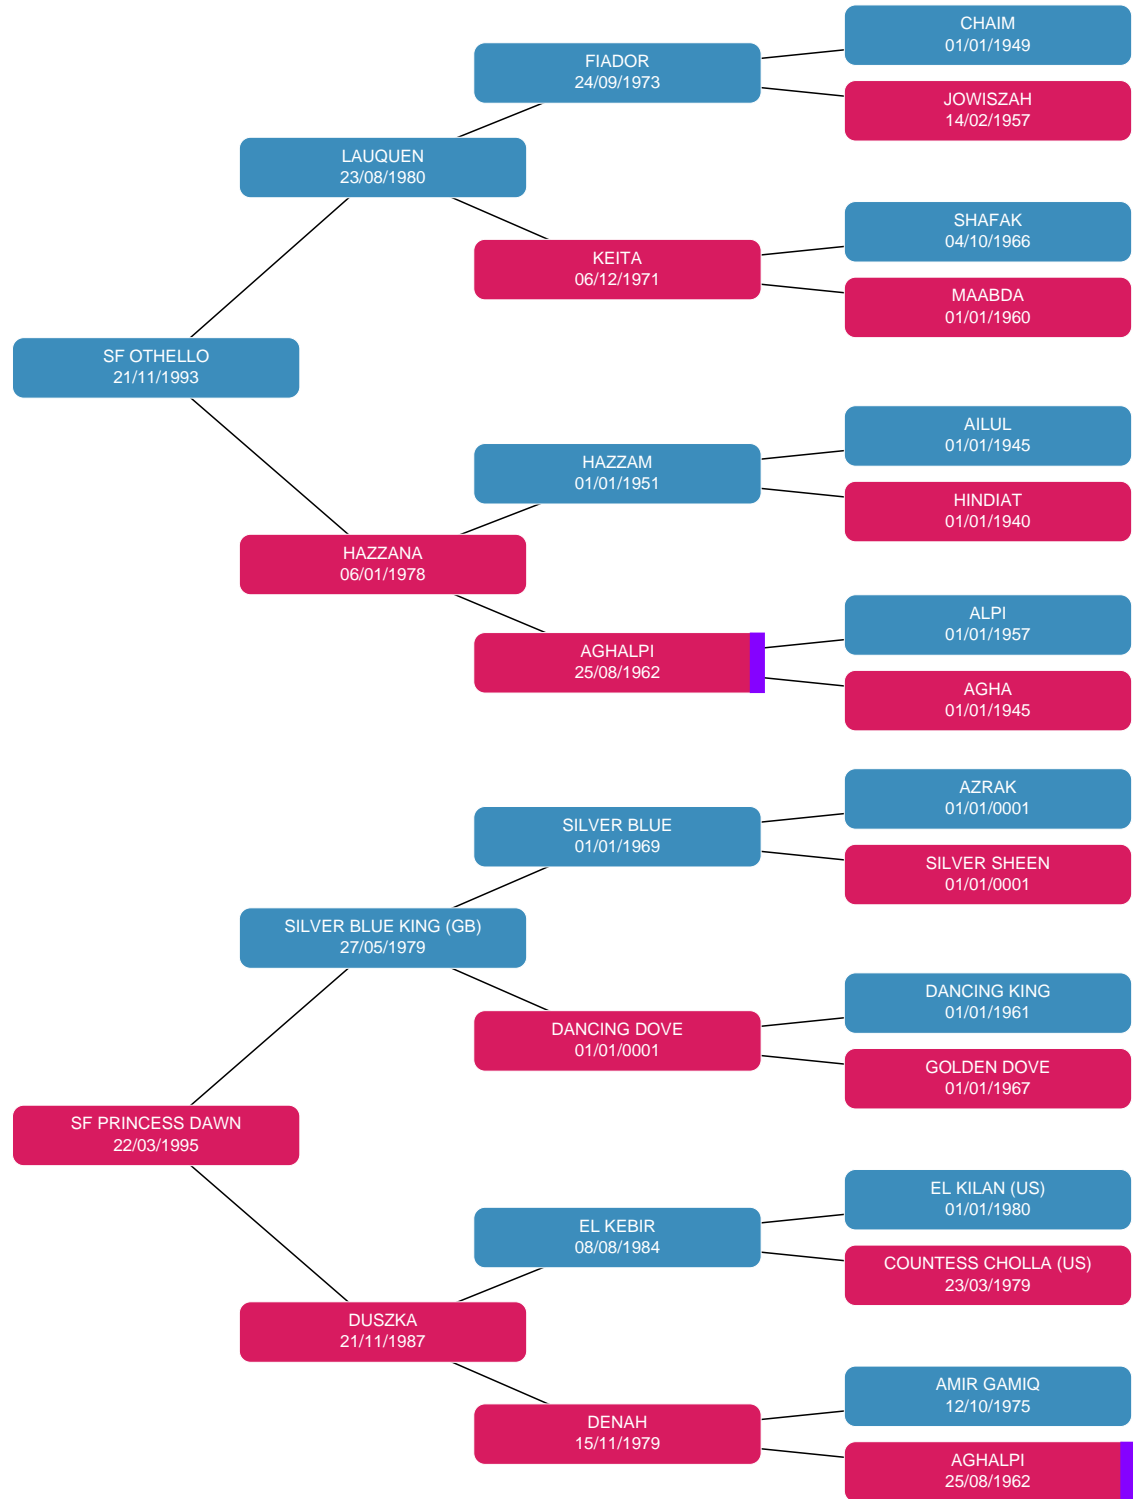 CHAIM
01/01/1949
FIADOR
24/09/1973
JOWISZAH
14/02/1957
LAUQUEN
23/08/1980
SHAFAK
04/10/1966
KEITA
06/12/1971
MAABDA
01/01/1960
SF OTHELLO
21/11/1993
AILUL
01/01/1945
HAZZAM
01/01/1951
HINDIAT
01/01/1940
HAZZANA
06/01/1978
ALPI
01/01/1957
AGHALPI
25/08/1962
AGHA
01/01/1945
AZRAK
01/01/0001
SILVER BLUE
01/01/1969
SILVER SHEEN
01/01/0001
SILVER BLUE KING (GB)
27/05/1979
DANCING KING
01/01/1961
DANCING DOVE
01/01/0001
GOLDEN DOVE
01/01/1967
SF PRINCESS DAWN
22/03/1995
EL KILAN (US)
01/01/1980
EL KEBIR
08/08/1984
COUNTESS CHOLLA (US)
23/03/1979
DUSZKA
21/11/1987
AMIR GAMIQ
12/10/1975
DENAH
15/11/1979
AGHALPI
25/08/1962